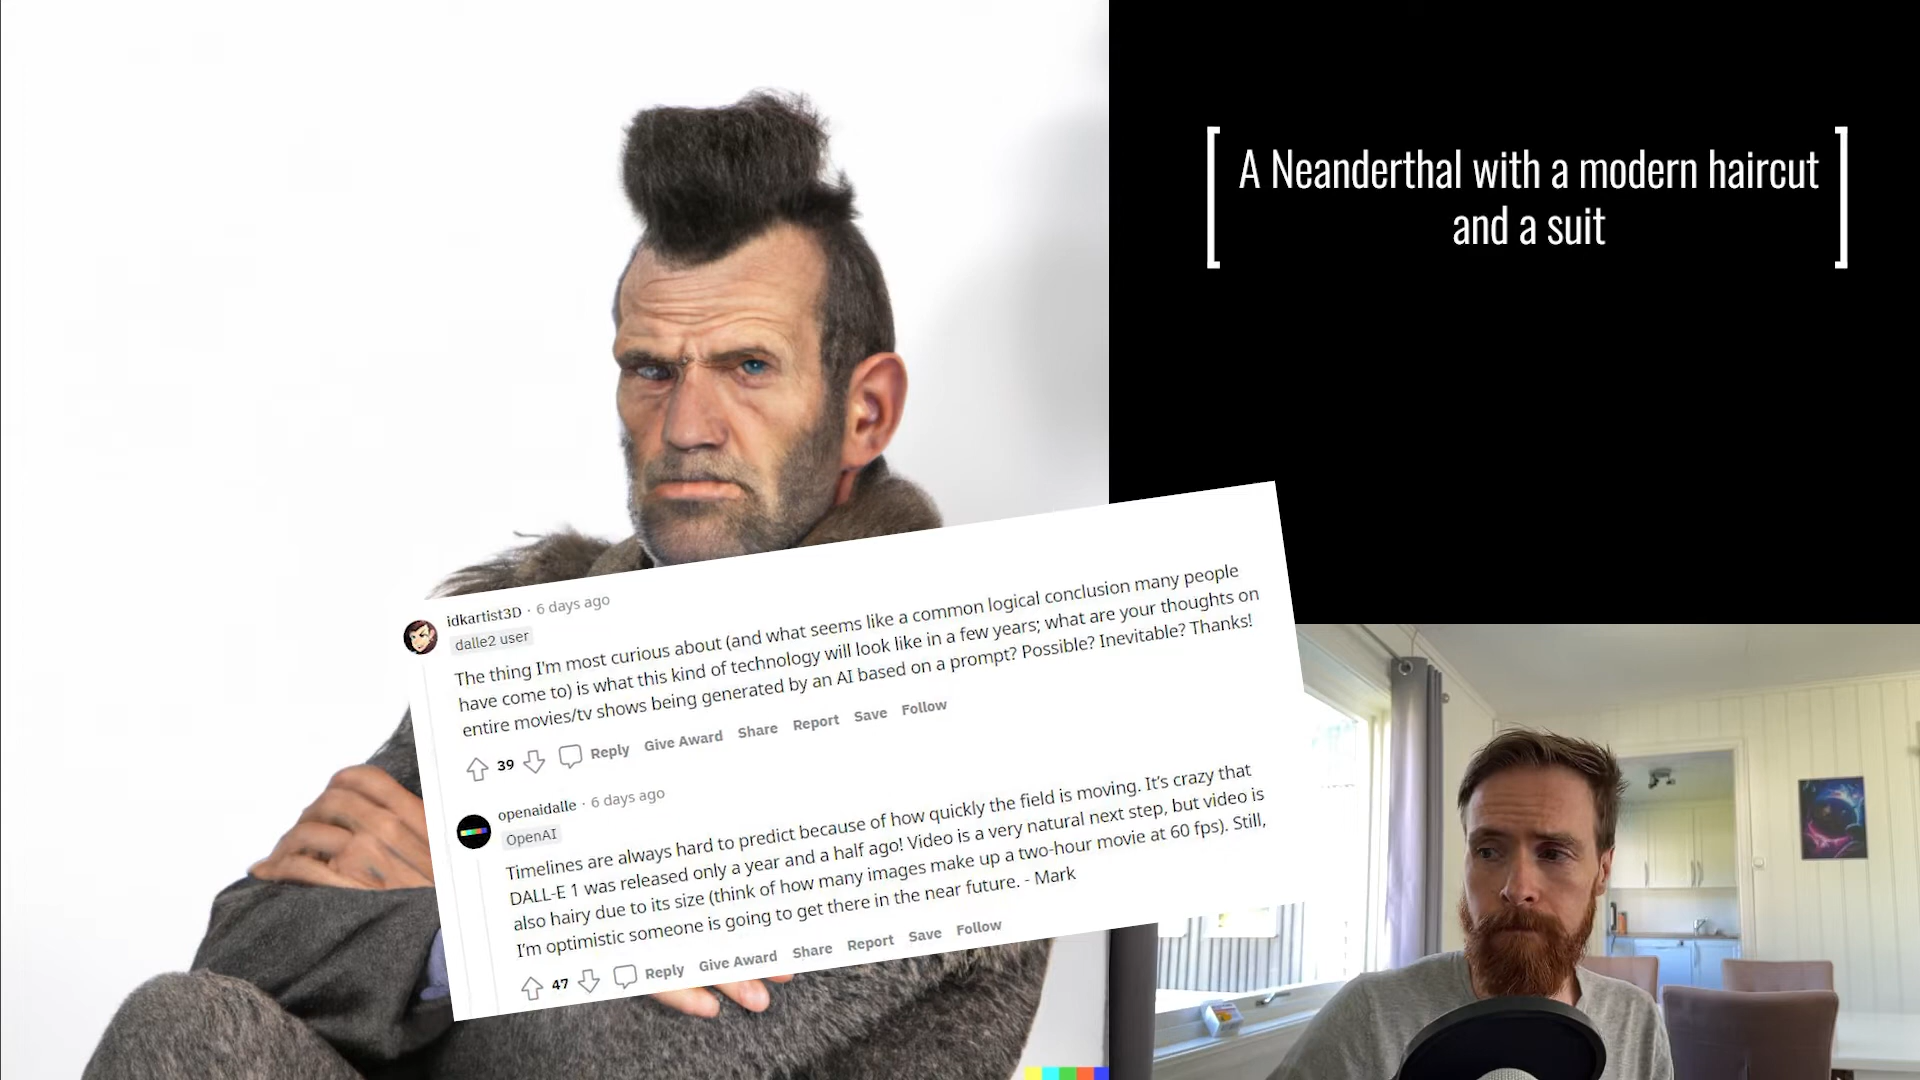 A Neanderthal with a modern haircut
and a suit
idkartist3D · 6 days ago
dalle2 user
The thing I'm most curious about (and what seems like a common logical conclusion many people
have come to) is what this kind of technology will look like in a few years; what are your thoughts on
entire movies/tv shows being generated by an AI based on a prompt? Possible? Inevitable? Thanks!
39 Reply Give Award Share Report Save Follow
openaidalle · 6 days ago
OpenAI
Timelines are always hard to predict because of how quickly the field is moving. It's crazy that
DALL-E 1 was released only a year and a half ago! Video is a very natural next step, but video is
also hairy due to its size (think of how many images make up a two-hour movie at 60 fps). Still,
I'm optimistic someone is going to get there in the near future. - Mark
47 Reply Give Award Share Report Save Follow